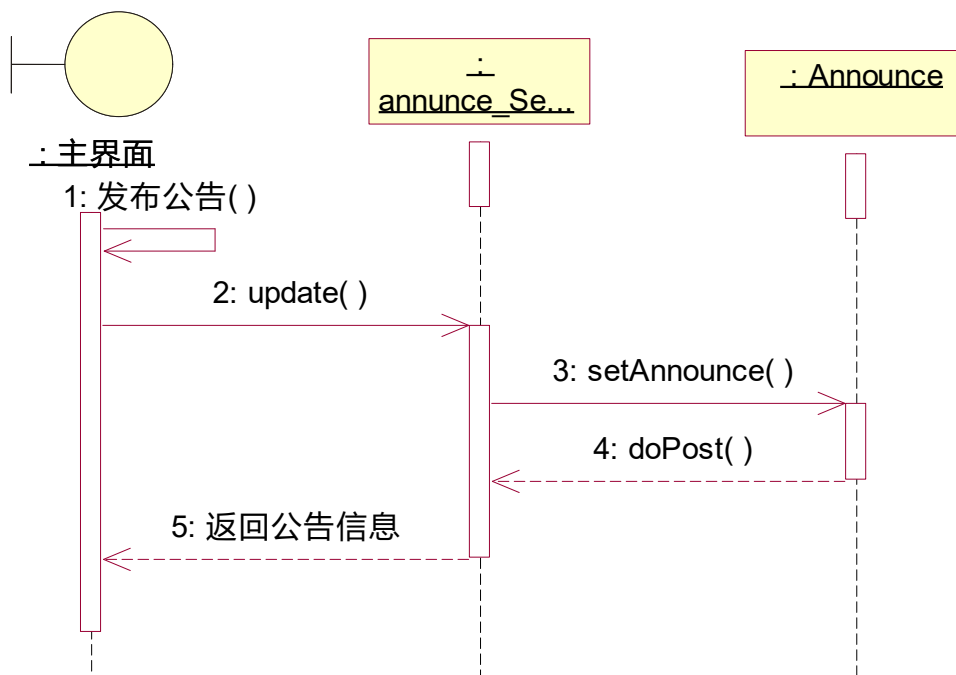 :
annunce_Se...
: Announce
: 主界面
1: 发布公告( )
2: update( )
3: setAnnounce( )
4: doPost( )
5: 返回公告信息